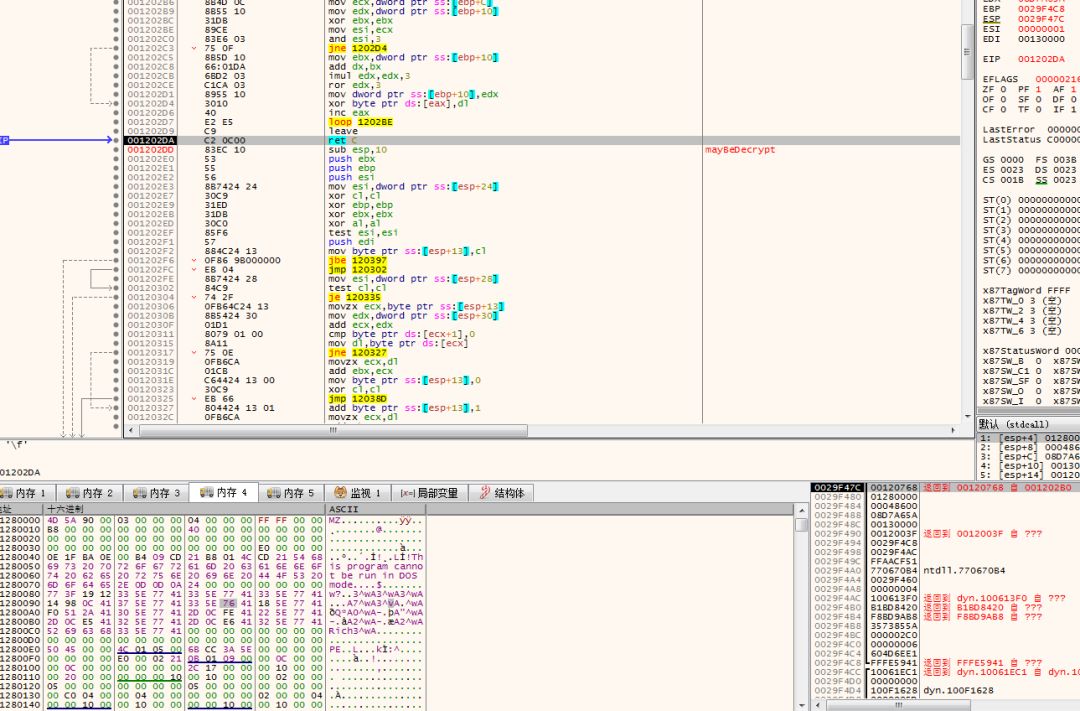 001202B6 8B4D 0C mov ecx,dword ptr ss:[ebp+C]
001202B9 8B55 10 mov edx,dword ptr ss:[ebp+10]
001202BC 31DB xor ebx,ebx
001202BE 89CE mov esi,ecx
001202C0 83E6 03 and esi,3
001202C3 75 0F jne 1202D4
001202C5 8B5D 10 mov ebx,dword ptr ss:[ebp+10]
001202C8 66:01DA add dx,bx
001202CB 6BD2 03 imul edx,edx,3
001202CE C1CA 03 ror edx,3
001202D1 8955 10 mov dword ptr ss:[ebp+10],edx
001202D4 3010 xor byte ptr ds:[eax],dl
001202D6 40 inc eax
001202D7 E2 E5 loop 1202BE
001202D9 C9 leave
001202DA C2 0C00 ret C
001202DD 83EC 10 sub esp,10 mayBeDecrypt
001202E0 53 push ebx
001202E1 55 push ebp
001202E2 56 push esi
001202E3 8B7424 24 mov esi,dword ptr ss:[esp+24]
001202E7 30C9 xor cl,cl
001202E9 31ED xor ebp,ebp
001202EB 31DB xor ebx,ebx
001202ED 30C0 xor al,al
001202EF 85F6 test esi,esi
001202F1 57 push edi
001202F2 884C24 13 mov byte ptr ss:[esp+13],cl
001202F6 0F86 9B000000 jbe 120397
001202FC EB 04 jmp 120302
001202FE 8B7424 28 mov esi,dword ptr ss:[esp+28]
00120302 84C9 test cl,cl
00120304 74 2F je 120335
00120306 0FB64C24 13 movzx ecx,byte ptr ss:[esp+13]
0012030B 8B5424 30 mov edx,dword ptr ss:[esp+30]
0012030F 01D1 add ecx,edx
00120311 8079 01 00 cmp byte ptr ds:[ecx+1],0
00120315 8A11 mov dl,byte ptr ds:[ecx]
00120317 75 0E jne 120327
00120319 0FB6CA movzx ecx,dl
0012031C 01CB add ebx,ecx
0012031E C64424 13 00 mov byte ptr ss:[esp+13],0
00120323 30C9 xor cl,cl
00120325 EB 66 jmp 12038D
00120327 804424 13 01 add byte ptr ss:[esp+13],1
0012032C 0FB6CA movzx ecx,dl
EBP 0029F4C8
ESP 0029F47C
ESI 00000001
EDI 00130000
EIP 001202DA
EFLAGS 00000216
ZF 0 PF 1 AF 1
OF 0 SF 0 DF 0
CF 0 TF 0 IF 1
LastError 000000
LastStatus C00000
GS 0000 FS 003B
ES 0023 DS 0023
CS 001B SS 0023
ST(0) 0000000000
ST(1) 0000000000
ST(2) 0000000000
ST(3) 0000000000
ST(4) 0000000000
ST(5) 0000000000
ST(6) 0000000000
ST(7) 0000000000
x87TagWord FFFF
x87TW_0 3 (空)
x87TW_2 3 (空)
x87TW_4 3 (空)
x87TW_6 3 (空)
x87StatusWord 000
x87SW_B 0 x87SW
x87SW_C1 0 x87SW
x87SW_SF 0 x87SW
x87SW_O 0 x87SW
x87SW_I 0 x87SW
默认 (stdcall)
1: [esp+4] 012800
2: [esp+8] 000486
3: [esp+C] 08D7A6
4: [esp+10] 00130
5: [esp+14] 00120
'\f'
001202DA
内存 1 内存 2 内存 3 内存 4 内存 5 监视 1 [x=] 局部变量 结构体
址 十六进制 ASCII
1280000 4D 5A 90 00 03 00 00 00 04 00 00 00 FF FF 00 00 MZ..........ÿÿ..
1280010 B8 00 00 00 00 00 00 00 40 00 00 00 00 00 00 00 ¸.......@.......
1280020 00 00 00 00 00 00 00 00 00 00 00 00 00 00 00 00 ................
1280030 00 00 00 00 00 00 00 00 00 00 00 00 E0 00 00 00 ............à...
1280040 0E 1F BA 0E 00 B4 09 CD 21 B8 01 4C CD 21 54 68 ..º..´.Í!¸.LÍ!Th
1280050 69 73 20 70 72 6F 67 72 61 6D 20 63 61 6E 6E 6F is program canno
1280060 74 20 62 65 20 72 75 6E 20 69 6E 20 44 4F 53 20 t be run in DOS
1280070 6D 6F 64 65 2E 0D 0D 0A 24 00 00 00 00 00 00 00 mode....$.......
1280080 77 3F 19 12 33 5E 77 41 33 5E 77 41 33 5E 77 41 w?..3^wA3^wA3^wA
1280090 14 98 0C 41 37 5E 77 41 33 5E 76 41 18 5E 77 41
12800A0 F0 51 2A 41 30 5E 77 41 2D 0C FE 41 22 5E 77 41
12800B0 2D 0C E5 41 32 5E 77 41 2D 0C E6 41 32 5E 77 41 -.åA2^wA-.æA2^wA
12800C0 52 69 63 68 33 5E 77 41 00 00 00 00 00 00 00 00 Rich3^wA........
12800D0 00 00 00 00 00 00 00 00 00 00 00 00 00 00 00 00 ................
12800E0 50 45 00 00 4C 01 05 00 6B CC 3A 5E 00 00 00 00 PE..L...kÌ:^....
12800F0 00 00 00 00 E0 00 02 21 0B 01 09 00 00 0C 00 00 ....à..!........
1280100 00 0C 00 00 00 00 00 00 2C 17 00 00 00 10 00 00
1280110 00 20 00 00 00 00 00 10 00 10 00 00 00 02 00 00
1280120 05 00 00 00 00 00 00 00 05 00 00 00 00 00 00 00 ................
1280130 00 C0 04 00 00 04 00 00 00 00 00 00 02 00 00 04 .À..............
1280140 00 00 10 00 00 10 00 00 00 00 10 00 00 10 00 00 ................
0029F47C 00120768 返回到 00120768 自 001202B0
0029F480 01280000
0029F484 00048600
0029F488 08D7A65A
0029F48C 00130000
0029F490 0012003F 返回到 0012003F 自 ???
0029F494 0029F4C8
0029F498 0029F4AC
0029F49C FFAACF51
0029F4A0 770670B4 ntdll.770670B4
0029F4A4 0029F460
0029F4A8 00000004
0029F4AC 100613F0 返回到 dyn.100613F0 自 ???
0029F4B0 B1BD8420 返回到 B1BD8420 自 ???
0029F4B4 F8BD9AB8 返回到 F8BD9AB8 自 ???
0029F4B8 3573855A
0029F4BC 000002C0
0029F4C0 00000006
0029F4C4 604D6EE1
0029F4C8 FFFE5941 返回到 FFFE5941 自 ???
0029F4CC 10061EC1 返回到 dyn.10061EC1 自 dyn.10
0029F4D0 00000000
0029F4D4 100F1628 dyn.100F1628